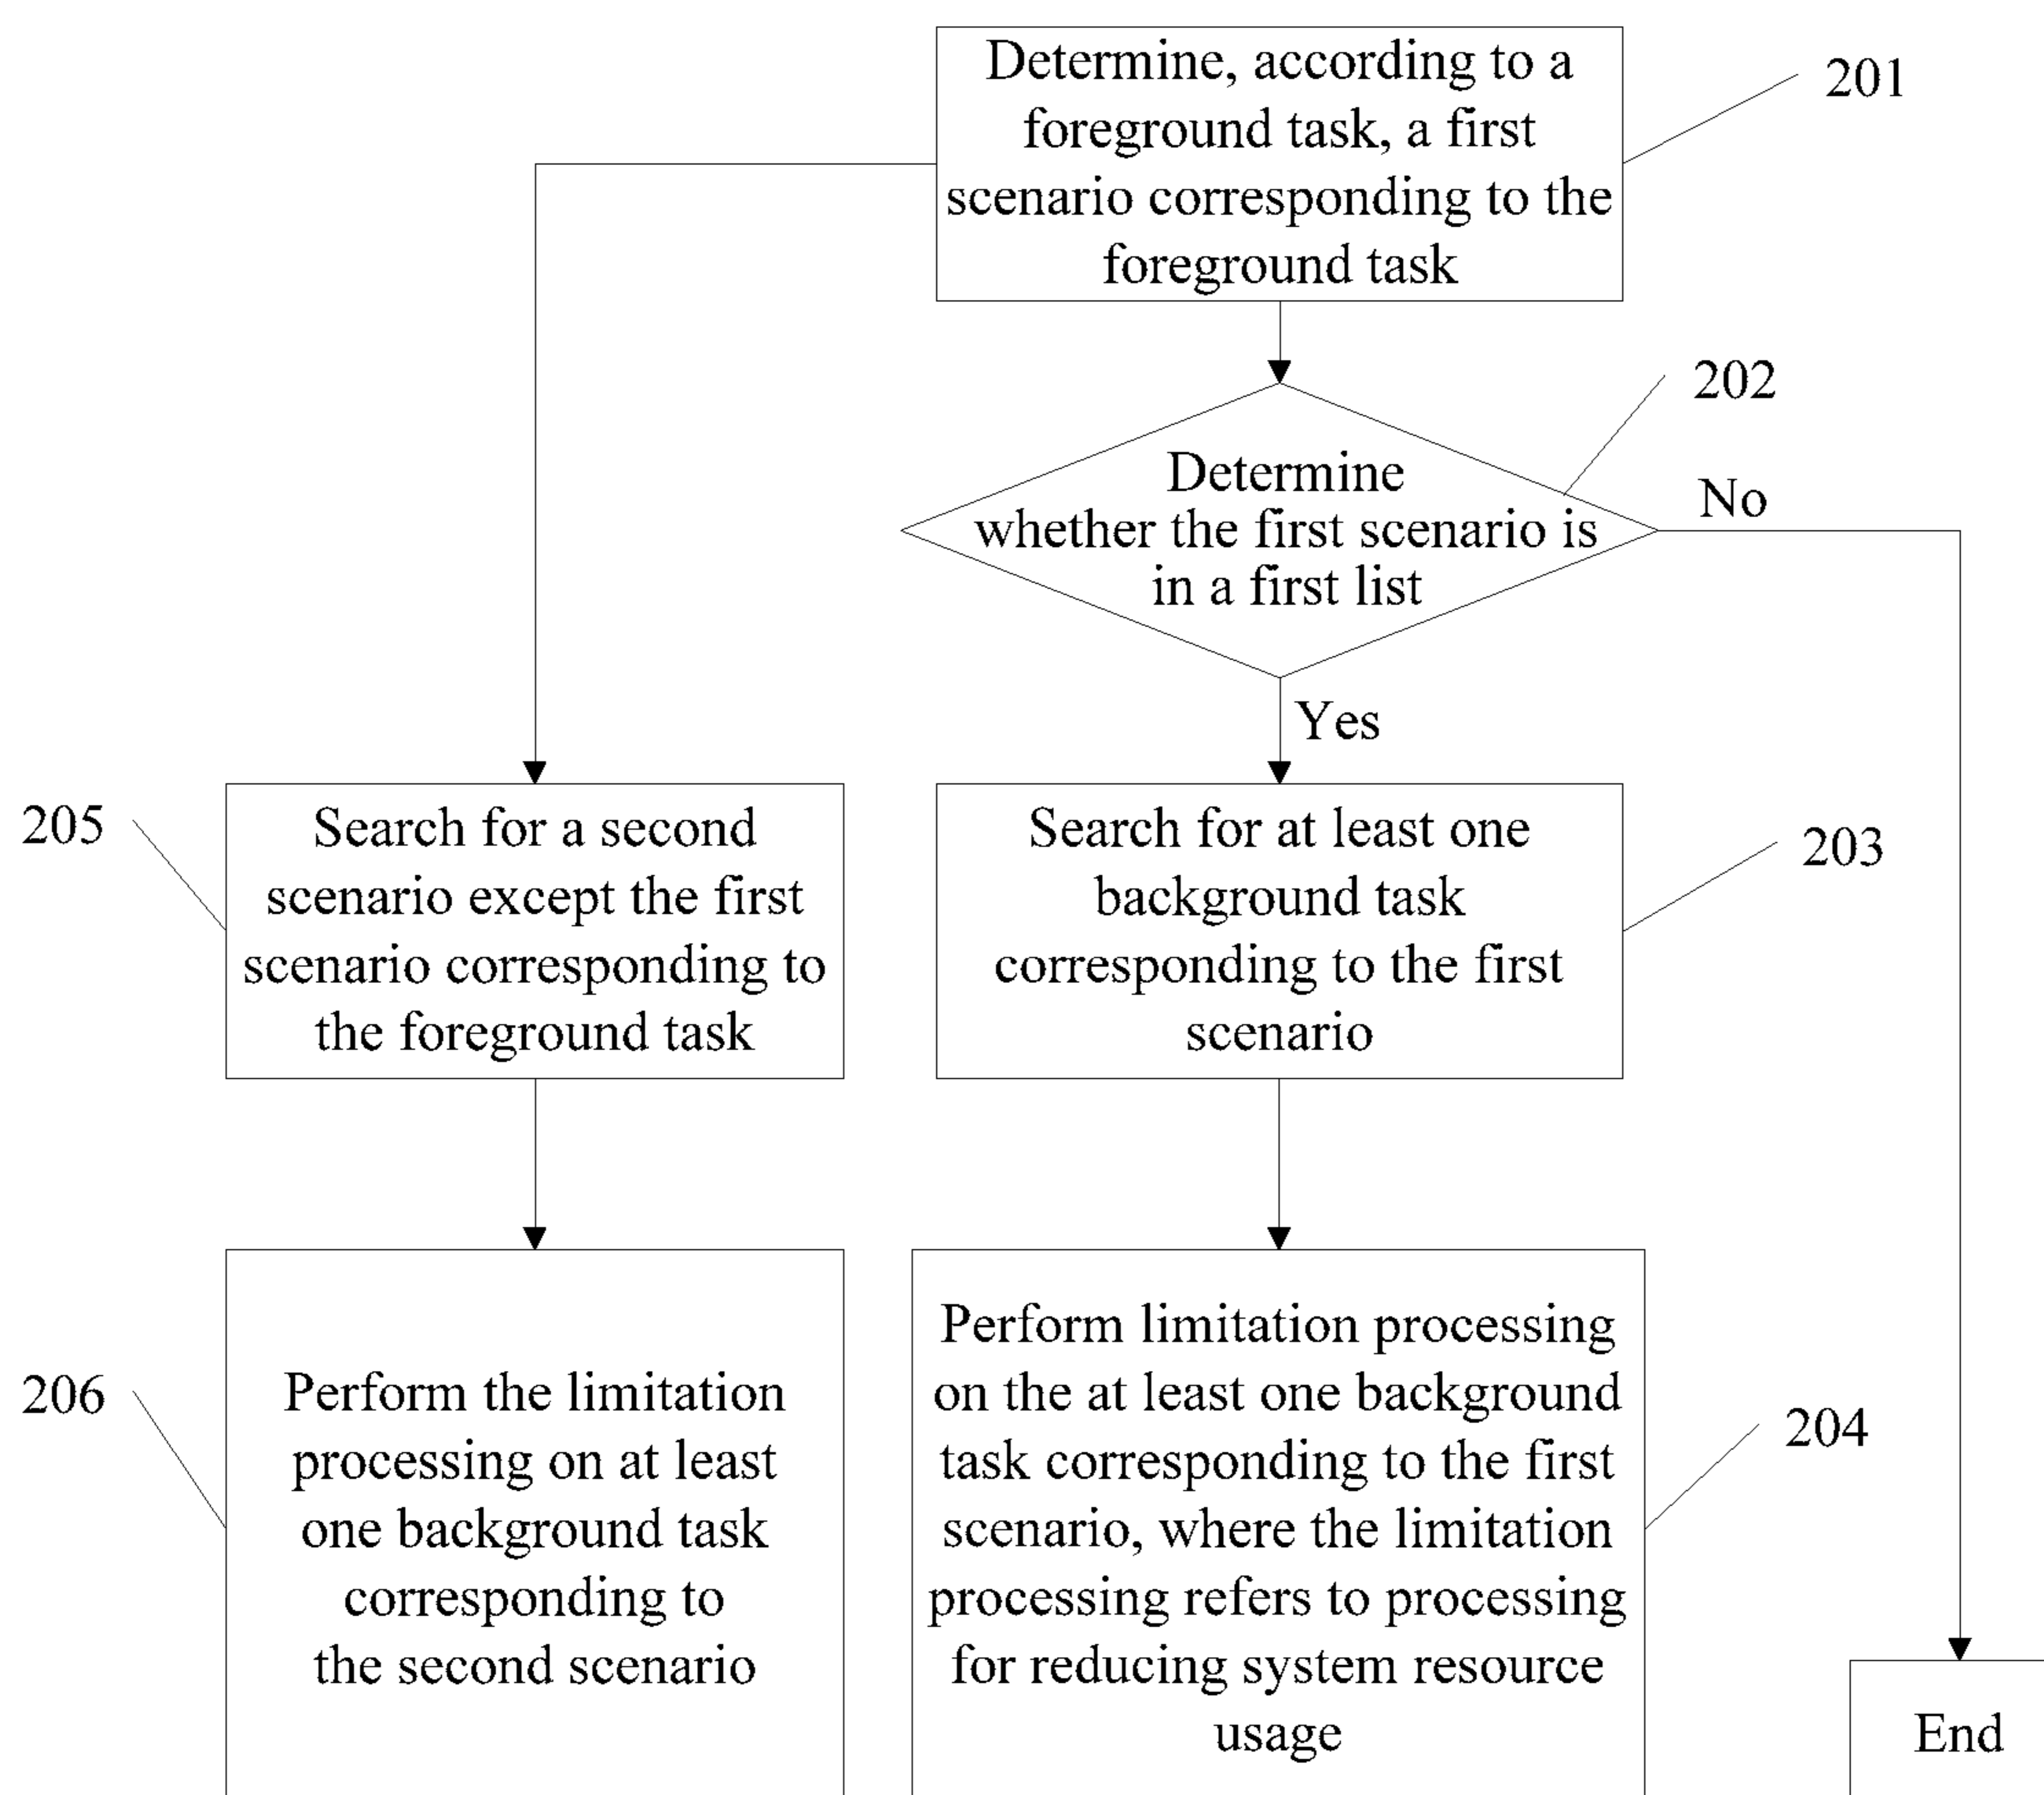 Determine, according to a
foreground task, a first
scenario corresponding to the
foreground task
201
202
Determine
whether the first scenario is
in a first list
No
Yes
205
Search for a second
scenario except the first
scenario corresponding to
the foreground task
Search for at least one
background task
corresponding to the first
scenario
203
206
Perform the limitation
processing on at least
one background task
corresponding to
the second scenario
Perform limitation processing
on the at least one background
task corresponding to the first
scenario, where the limitation
processing refers to processing
for reducing system resource
usage
204
End